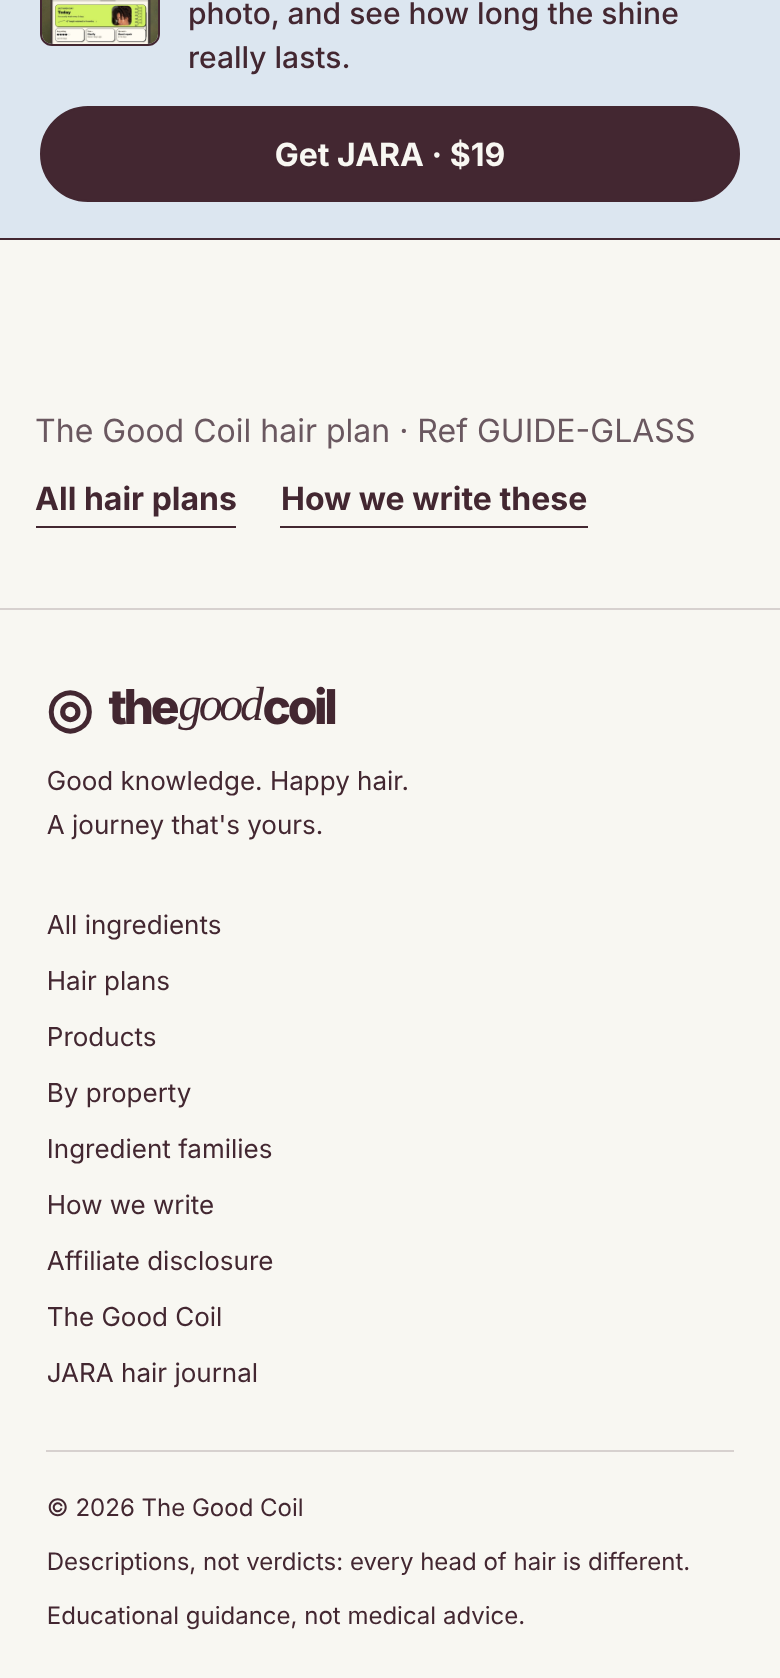 photo, and see how long the shine
really lasts.
Get JARA · $19
The Good Coil hair plan · Ref GUIDE-GLASS
All hair plans How we write these
thegoodcoil
Good knowledge. Happy hair.
A journey that's yours.
All ingredients
Hair plans
Products
By property
Ingredient families
How we write
Affiliate disclosure
The Good Coil
JARA hair journal
© 2026 The Good Coil
Descriptions, not verdicts: every head of hair is different.
Educational guidance, not medical advice.